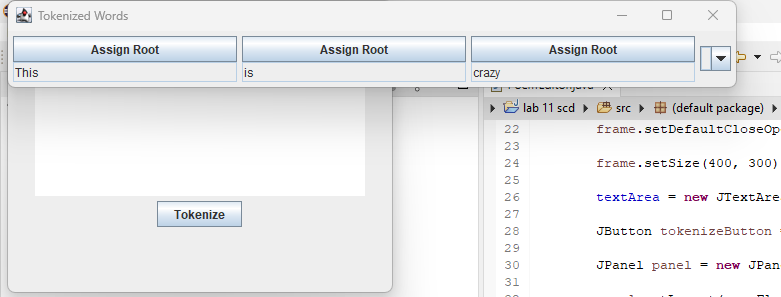 Tokenized Words
Assign Root Assign Root Assign Root
This is crazy
Tokenize
lab 11 scd src (default package)
22 frame.setDefaultCloseOp
23
24 frame.setSize(400, 300)
25
26 textArea = new JTextArea
27
28 JButton tokenizeButton =
29
30 JPanel panel = new JPan
31